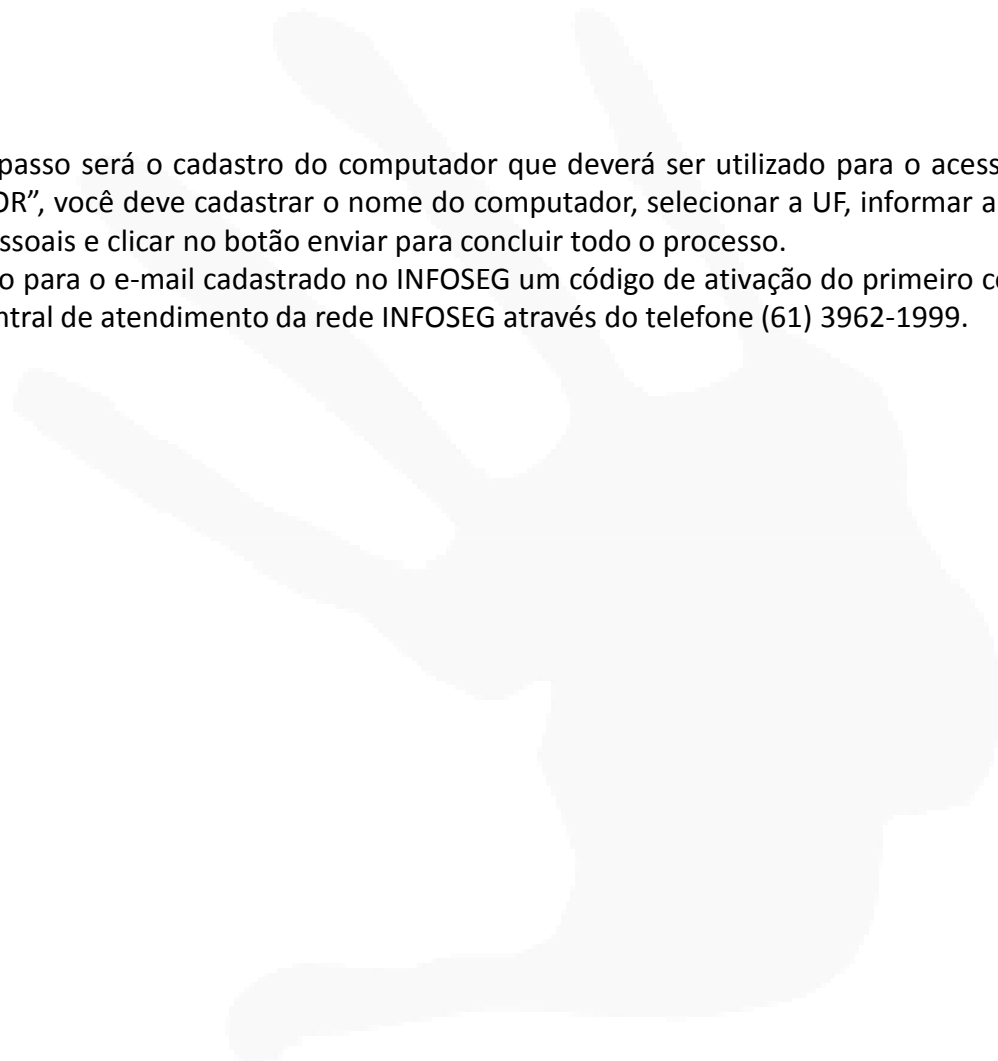 passo será o cadastro do computador que deverá ser utilizado para o
OR”, você deve cadastrar o nome do computador, selecionar a UF, informar a
ssoais e clicar no botão enviar para concluir todo o processo.
o para o e-mail cadastrado no INFOSEG um código de ativação do primeiro
ntral de atendimento da rede INFOSEG através do telefone (61) 3962-1999.